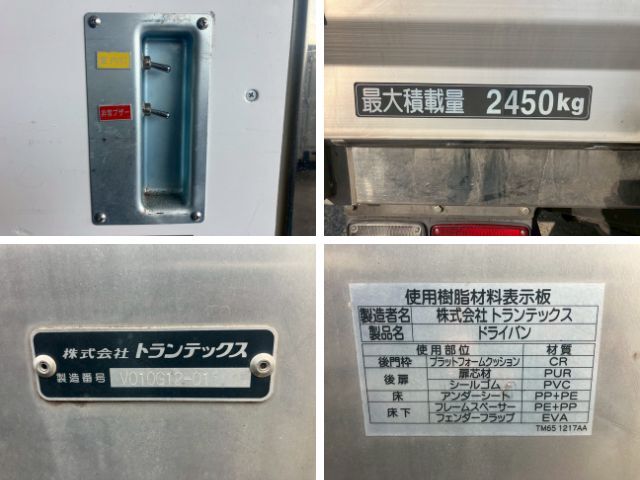 非常ブザー
最大積載量 2450kg
株式会社 トランテックス
製造番号 V010G12-
使用樹脂材料表示板
製造者名 株式会社 トランテックス
製品名 ドライバン
使用部位 材質
後門枠 プラットフォームクッション CR
後扉 扉芯材 PUR
シールゴム PVC
床 アンダーシート PP+PE
床下 フレームスペーサー PE+PP
フェンダーフラップ EVA
TM65 1217AA